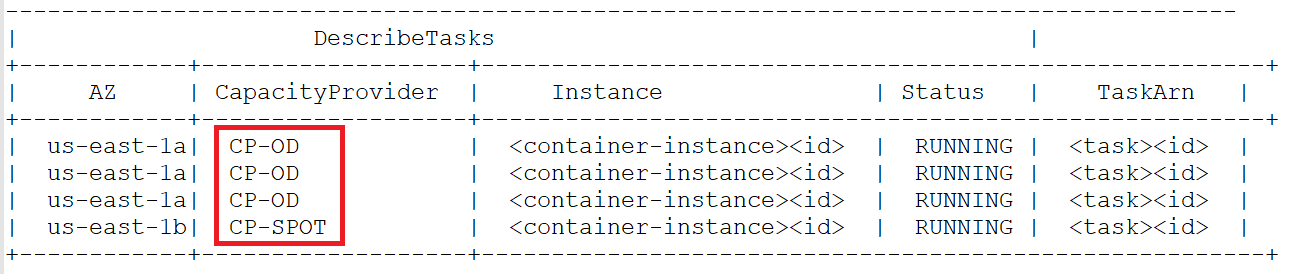 -------------------------------------------------------------------------------------------
|                      DescribeTasks                                       |
+------------+--------------------+-----------------------------------------------------------+
|     AZ     | CapacityProvider  |     Instance                | Status   |    TaskArn   |
+------------+--------------------+-----------------------------------------------------------+
|  us-east-1a|  CP-OD            |  <container-instance><id>  |  RUNNING |  <task><id>  |
|  us-east-1a|  CP-OD            |  <container-instance><id>  |  RUNNING |  <task><id>  |
|  us-east-1a|  CP-OD            |  <container-instance><id>  |  RUNNING |  <task><id>  |
|  us-east-1b|  CP-SPOT          |  <container-instance><id>  |  RUNNING |  <task><id>  |
+------------+--------------------+-----------------------------------------------------------+